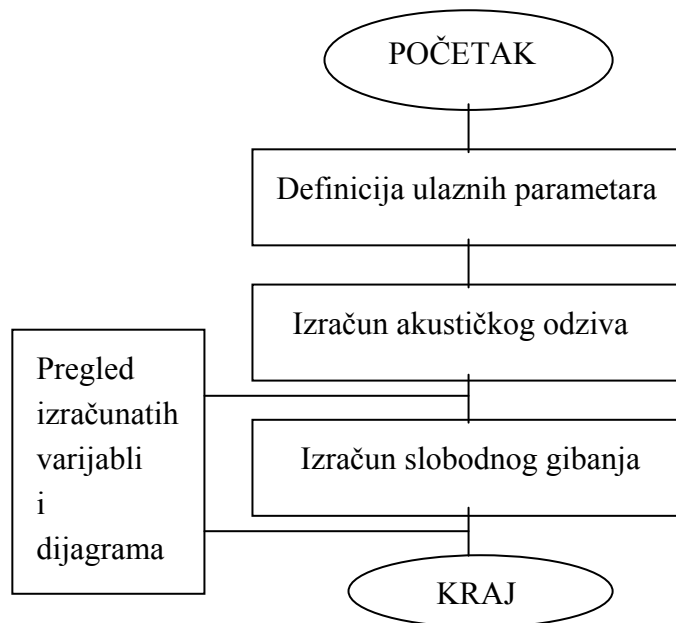 POČETAK
Definicija ulaznih parametara
Izračun akustičkog odziva
Pregled
izračunatih
varijabli
i
dijagrama
Izračun slobodnog gibanja
KRAJ